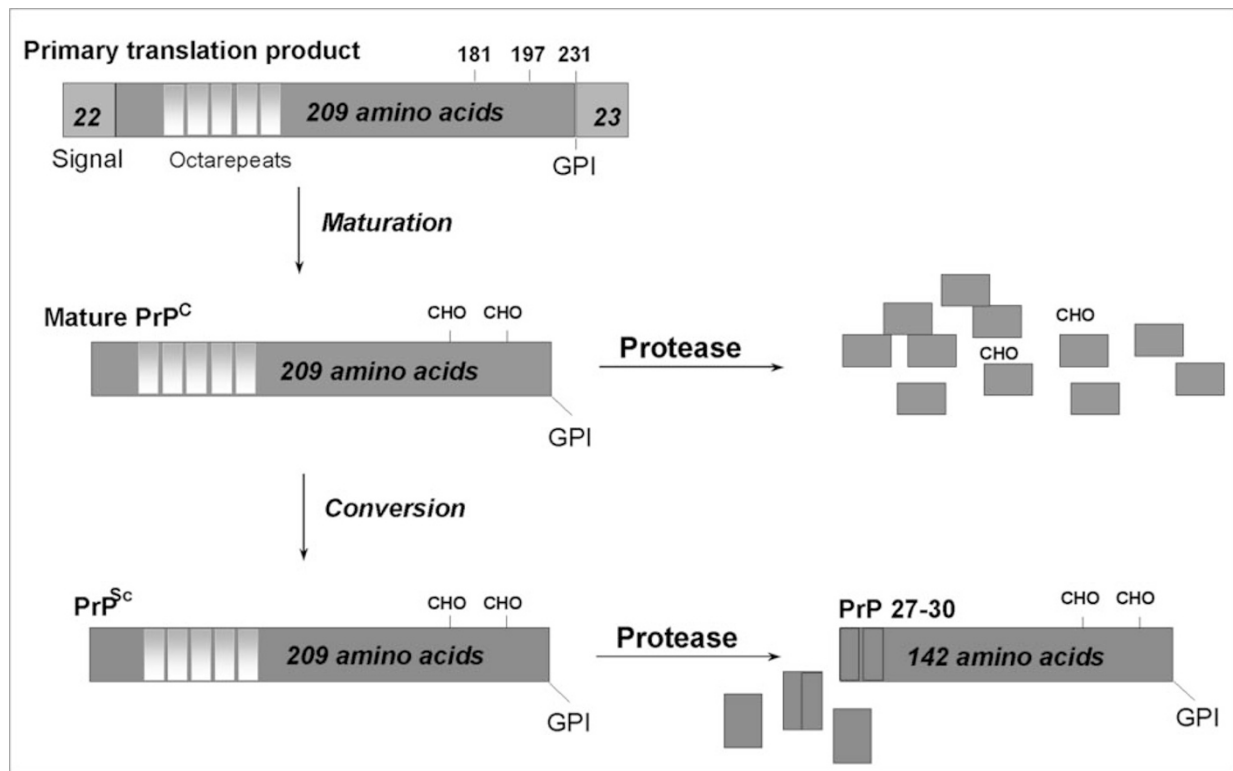 Primary translation product
181 197 231
22 209 amino acids 23
Signal Octarepeats GPI
Maturation
Mature PrPC
CHO CHO
209 amino acids
GPI
Protease
CHO
CHO
Conversion
PrPSc
CHO CHO
209 amino acids
GPI
Protease
PrP 27-30
CHO CHO
142 amino acids
GPI